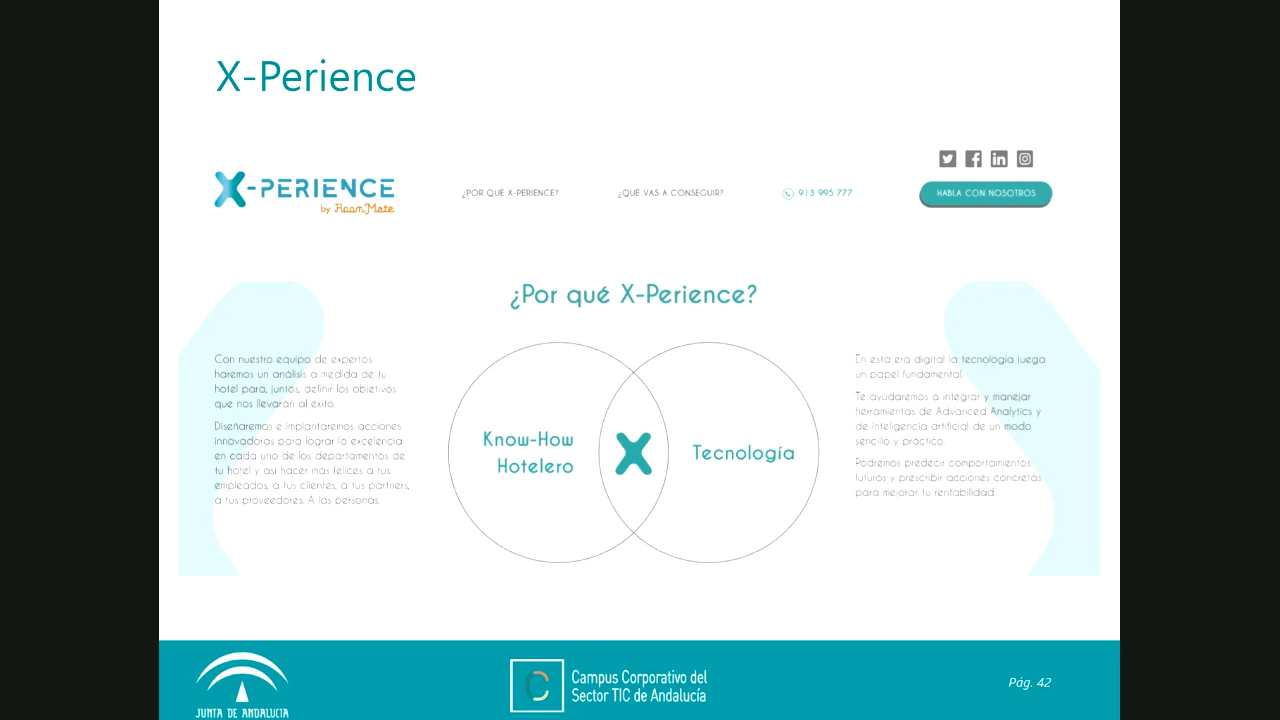 X-Perience
X-PERIENCE
by Room Mate
¿POR QUÉ X-PERIENCE?
¿QUÉ VAS A CONSEGUIR?
913 995 777
HABLA CON NOSOTROS
¿Por qué X-Perience?
Con nuestro equipo de expertos
haremos un análisis a medida de tu
hotel para, juntos, definir los objetivos
que nos llevarán al éxito.
Diseñaremos e implantaremos acciones
innovadoras para lograr la excelencia
en cada uno de los departamentos de
tu hotel y así hacer más felices a tus
empleados, a tus clientes, a tus partners,
a tus proveedores. A las personas.
Know-How
Hotelero
X
Tecnología
En esta era digital la tecnología juega
un papel fundamental.
Te ayudaremos a integrar y manejar
herramientas de Advanced Analytics y
de inteligencia artificial de un modo
sencillo y práctico.
Podremos predecir comportamientos
futuros y prescribir acciones concretas
para mejorar tu rentabilidad.
JUNTA DE ANDALUCIA
Campus Corporativo del
Sector TIC de Andalucía
Pág. 42